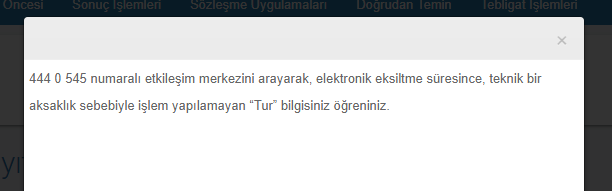 Öncesi Sonuç İşlemleri Sözleşme Uygulamaları Doğrudan Temin Tebligat İşlemleri
×
444 0 545 numaralı etkileşim merkezini arayarak, elektronik eksiltme süresince, teknik bir
aksaklık sebebiyle işlem yapılamayan “Tur” bilgisiniz öğreniniz.